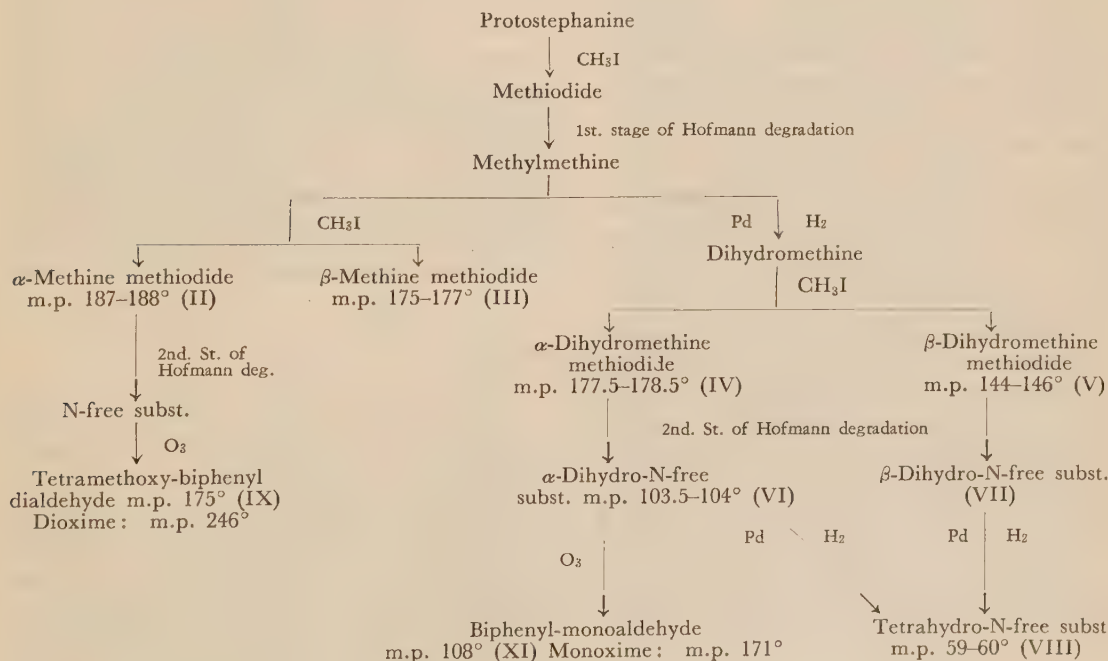 Protostephanine
CH₃I
Methiodide
1st. stage of Hofmann degradation
Methylmethine
CH₃I
Pd H₂
Dihydromethine
α-Methine methiodide
m.p. 187–188° (II)
β-Methine methiodide
m.p. 175–177° (III)
CH₃I
2nd. St. of
Hofmann deg.
α-Dihydromethine
methiodide
m.p. 177.5–178.5° (IV)
β-Dihydromethine
methiodide
m.p. 144–146° (V)
N-free subst.
2nd. St. of Hofmann degradation
O₃
Tetramethoxy-biphenyl
dialdehyde m.p. 175° (IX)
Dioxime: m.p. 246°
α-Dihydro-N-free
subst. m.p. 103.5–104° (VI)
β-Dihydro-N-free subst.
(VII)
O₃
Pd H₂
Pd H₂
Biphenyl-monoaldehyde
m.p. 108° (XI) Monoxime: m.p. 171°
Tetrahydro-N-free subst
m.p. 59–60° (VIII)